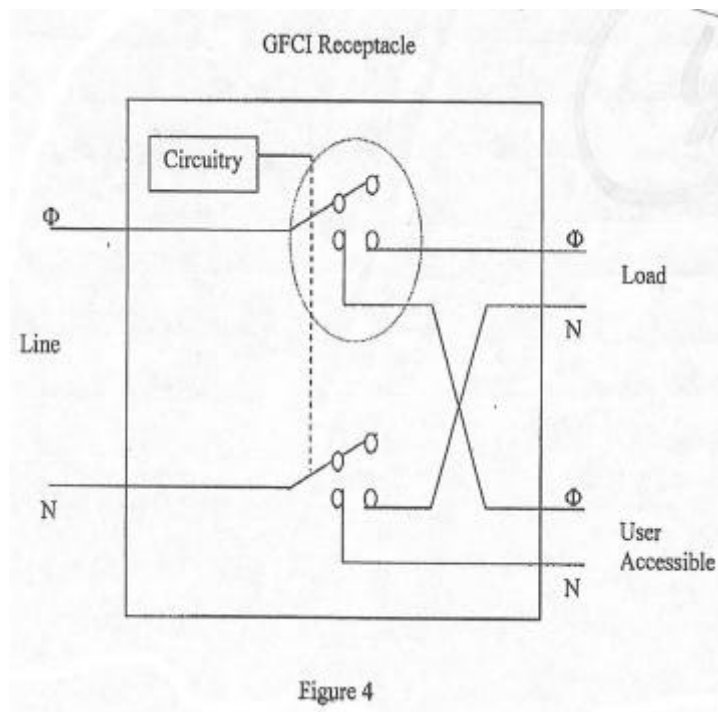 GFCI Receptacle
Circuitry
Φ
Φ
Load
N
Line
N
Φ
User
Accessible
N
Figure 4